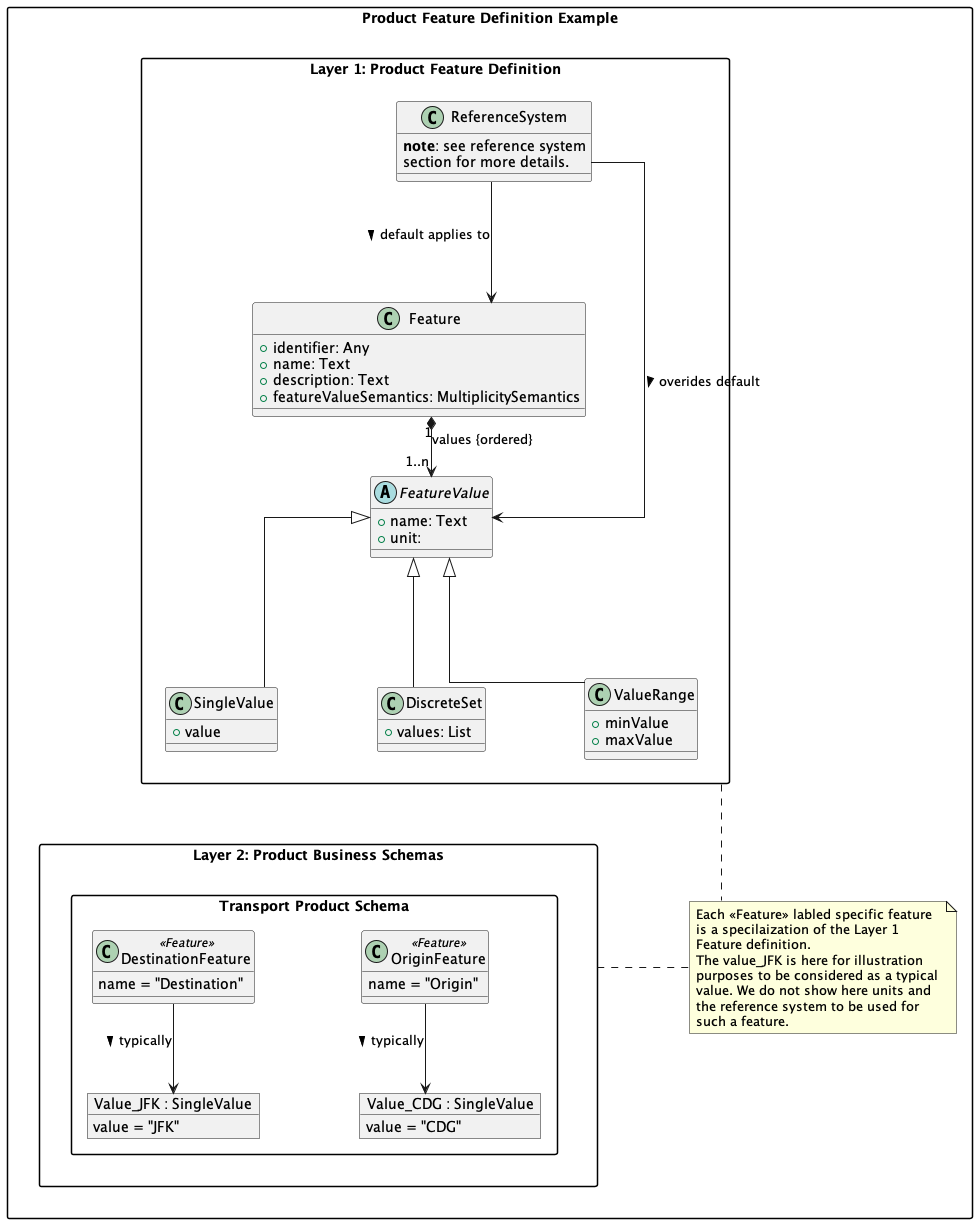 Product Feature Definition Example
Layer 1: Product Feature Definition
C ReferenceSystem
note: see reference system
section for more details.
default applies to
C Feature
identifier: Any
name: Text
description: Text
featureValueSemantics: MultiplicitySemantics
overides default
1
values {ordered}
1..n
A FeatureValue
name: Text
unit:
C SingleValue
value
C DiscreteSet
values: List
C ValueRange
minValue
maxValue
Layer 2: Product Business Schemas
Transport Product Schema
C «Feature»
DestinationFeature
name = "Destination"
C «Feature»
OriginFeature
name = "Origin"
typically
typically
Value_JFK : SingleValue
value = "JFK"
Value_CDG : SingleValue
value = "CDG"
Each «Feature» labled specific feature
is a specilaization of the Layer 1
Feature definition.
The value_JFK is here for illustration
purposes to be considered as a typical
value. We do not show here units and
the reference system to be used for
such a feature.